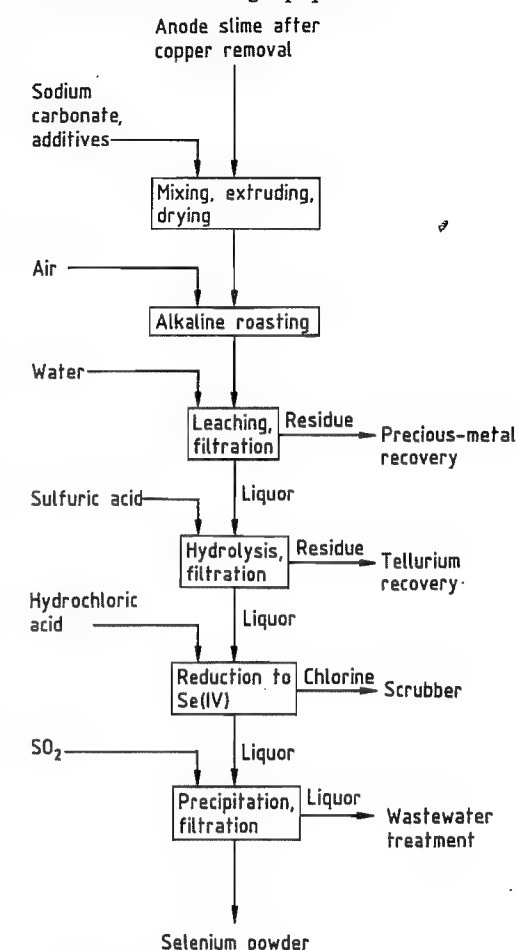 Anode slime after
copper removal
Sodium
carbonate,
additives
Mixing, extruding,
drying
Air
Alkaline roasting
Water
Leaching,
filtration
Residue
Precious-metal
recovery
Liquor
Sulfuric acid
Hydrolysis,
filtration
Residue
Tellurium
recovery
Liquor
Hydrochloric
acid
Reduction to
Se(IV)
Chlorine
Scrubber
Liquor
SO₂
Precipitation,
filtration
Liquor
Wastewater
treatment
Selenium powder